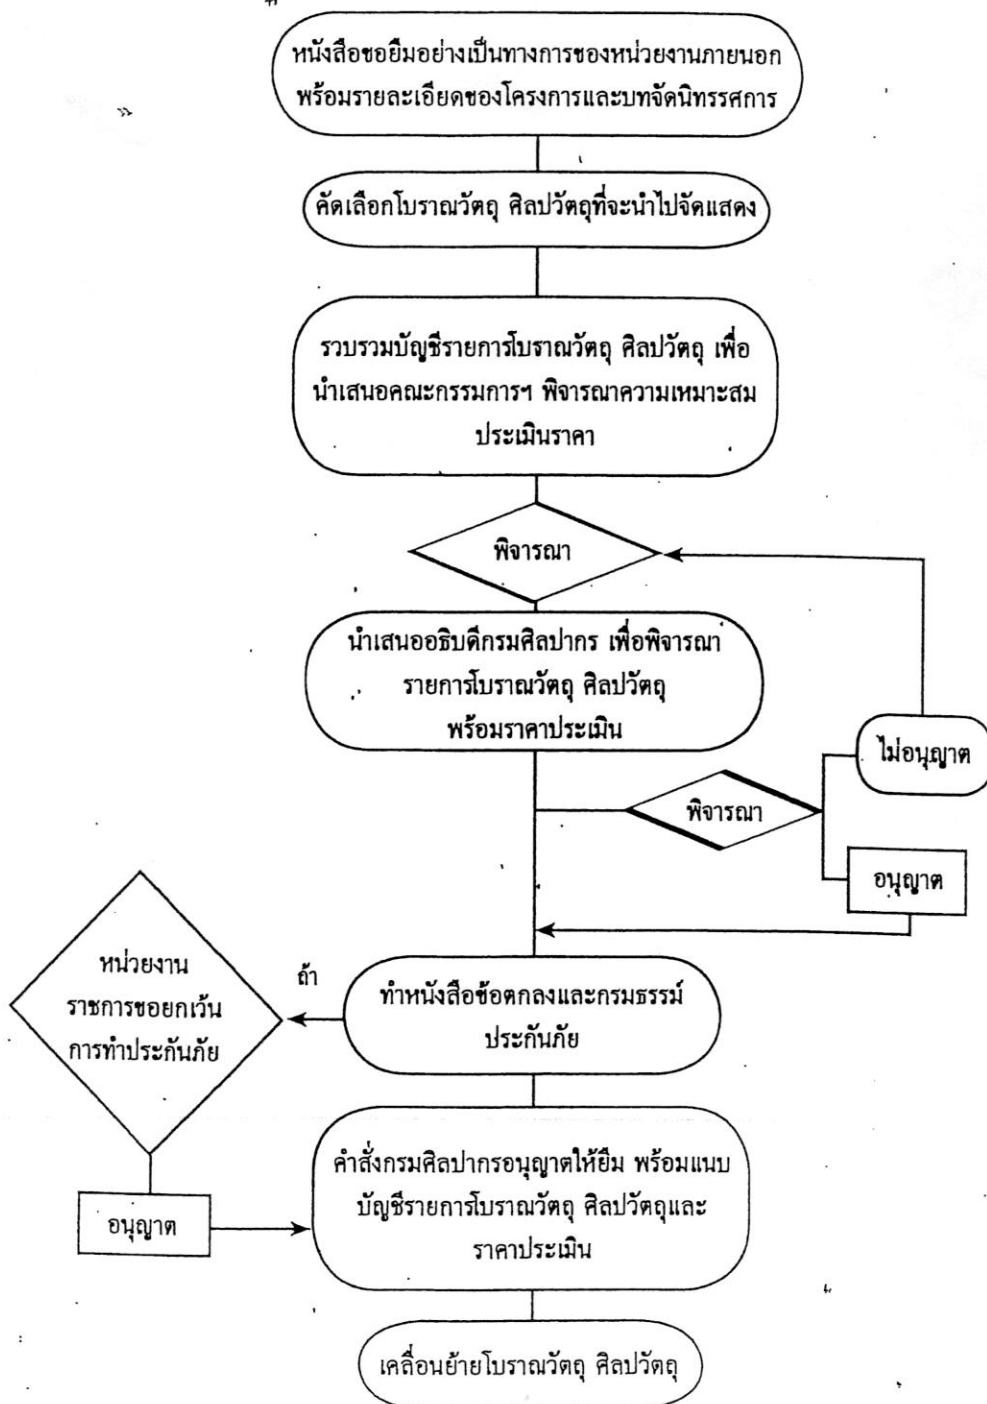 หนังสือขอยืมอย่างเป็นทางการของหน่วยงานภายนอก
พร้อมรายละเอียดของโครงการและบทจัดนิทรรศการ
คัดเลือกโบราณวัตถุ ศิลปวัตถุที่จะนำไปจัดแสดง
รวบรวมบัญชีรายการโบราณวัตถุ ศิลปวัตถุ เพื่อ
นำเสนอคณะกรรมการฯ พิจารณาความเหมาะสม
ประเมินราคา
พิจารณา
นำเสนออธิบดีกรมศิลปากร เพื่อพิจารณา
รายการโบราณวัตถุ ศิลปวัตถุ
พร้อมราคาประเมิน
ไม่อนุญาต
พิจารณา
อนุญาต
หน่วยงาน
ราชการขอยกเว้น
การทำประกันภัย
ถ้า
ทำหนังสือข้อตกลงและกรมธรรม์
ประกันภัย
คำสั่งกรมศิลปากรอนุญาตให้ยืม พร้อมแนบ
บัญชีรายการโบราณวัตถุ ศิลปวัตถุและ
ราคาประเมิน
อนุญาต
เคลื่อนย้ายโบราณวัตถุ ศิลปวัตถุ